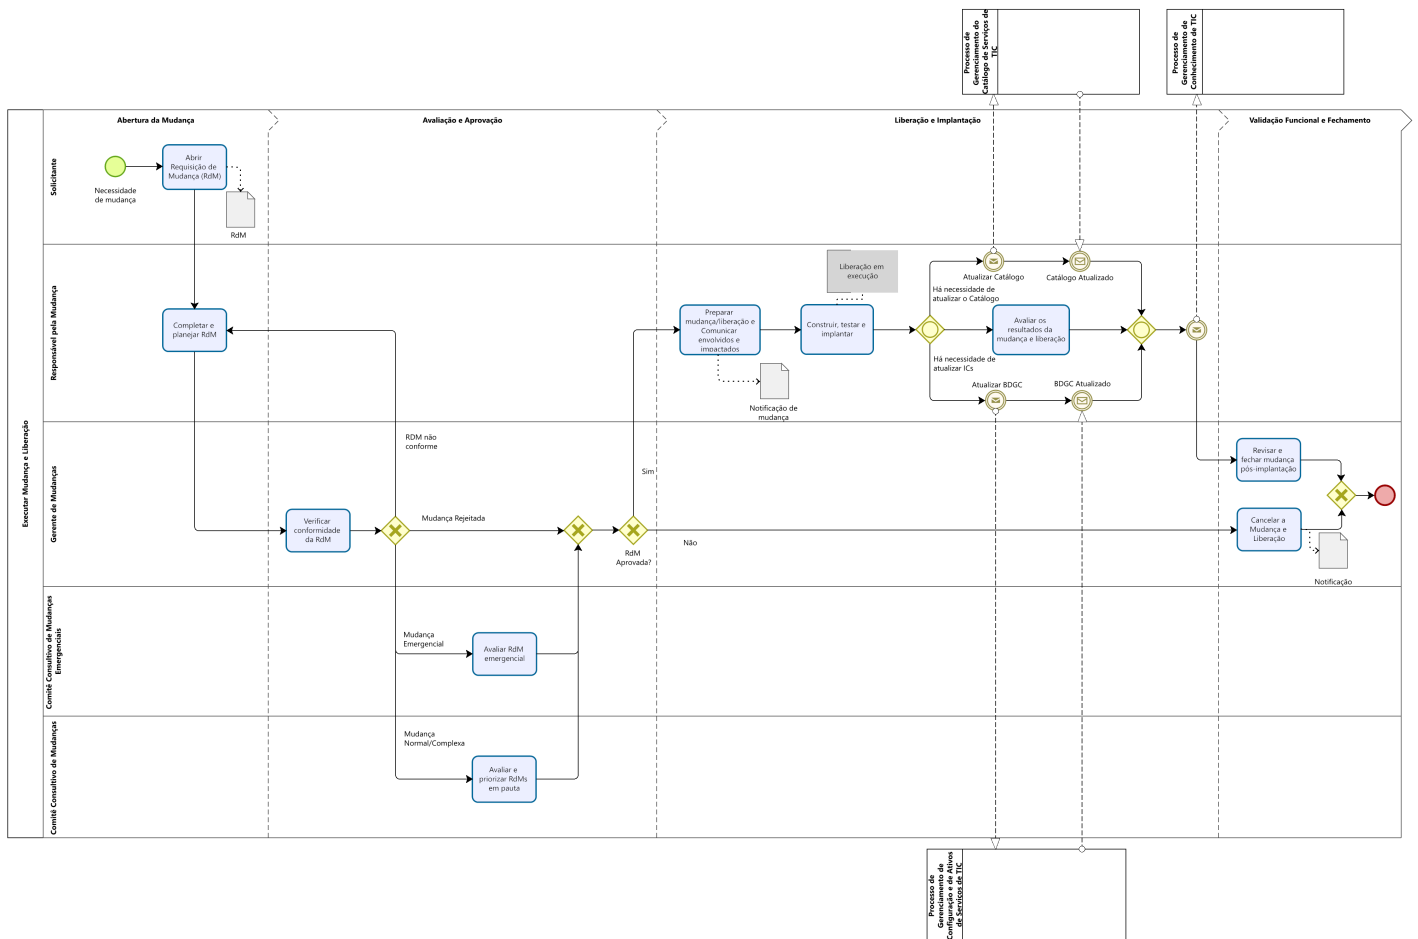 Processo de
Gerenciamento do
Catálogo de Serviços de
TIC
Processo de
Gerenciamento de
Conhecimento de TIC
Abertura da Mudança
Avaliação e Aprovação
Liberação e Implantação
Validação Funcional e Fechamento
Executar Mudança e Liberação
Solicitante
Necessidade
de mudança
Abrir
Requisição de
Mudança (RdM)
RdM
Responsável pela Mudança
Completar e
planejar RdM
Preparar
mudança/liberação e
Comunicar
envolvidos e
impactados
Notificação de
mudança
Liberação em
execução
Construir, testar e
implantar
Há necessidade de
atualizar o Catálogo
Há necessidade de
atualizar ICs
Atualizar Catálogo
Catálogo Atualizado
Avaliar os
resultados da
mudança e liberação
Atualizar BDGC
BDGC Atualizado
Gerente de Mudanças
RDM não
conforme
Verificar
conformidade
da RdM
Mudança Rejeitada
Sim
RdM
Aprovada?
Não
Revisar e
fechar mudança
pós-implantação
Cancelar a
Mudança e
Liberação
Notificação
Comitê Consultivo de Mudanças
Emergenciais
Mudança
Emergencial
Avaliar RdM
emergencial
Comitê Consultivo de Mudanças
Mudança
Normal/Complexa
Avaliar e
priorizar RdMs
em pauta
Processo de
Gerenciamento de
Configuração e de Ativos
de Serviços de TIC